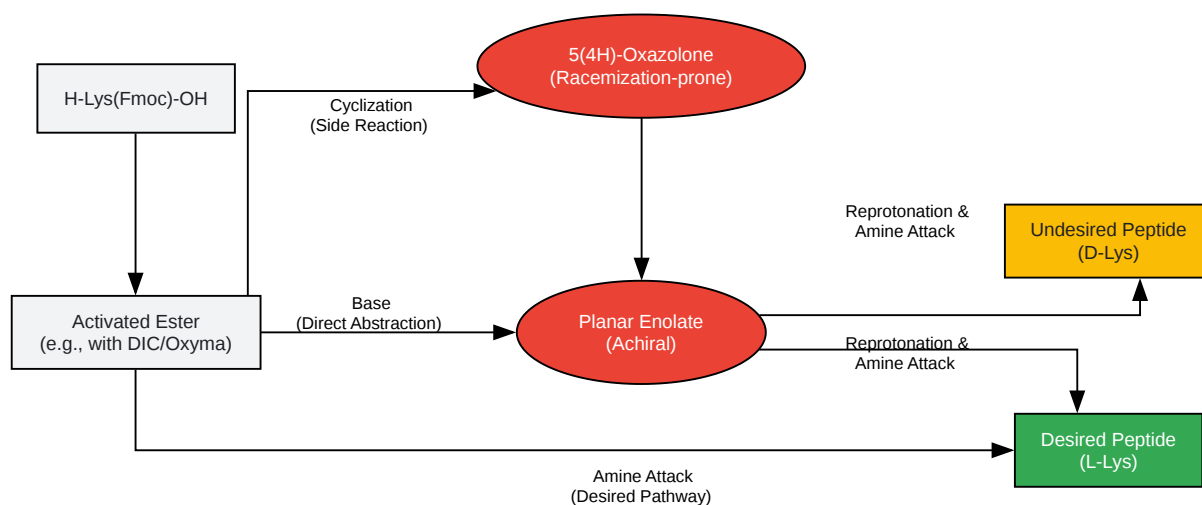 5(4H)-Oxazolone
(Racemization-prone)
H-Lys(Fmoc)-OH
Cyclization
(Side Reaction)
Reprotonation &
Amine Attack
Undesired Peptide
(D-Lys)
Activated Ester
(e.g., with DIC/Oxyma)
Base
(Direct Abstraction)
Planar Enolate
(Achiral)
Reprotonation &
Amine Attack
Desired Peptide
(L-Lys)
Amine Attack
(Desired Pathway)